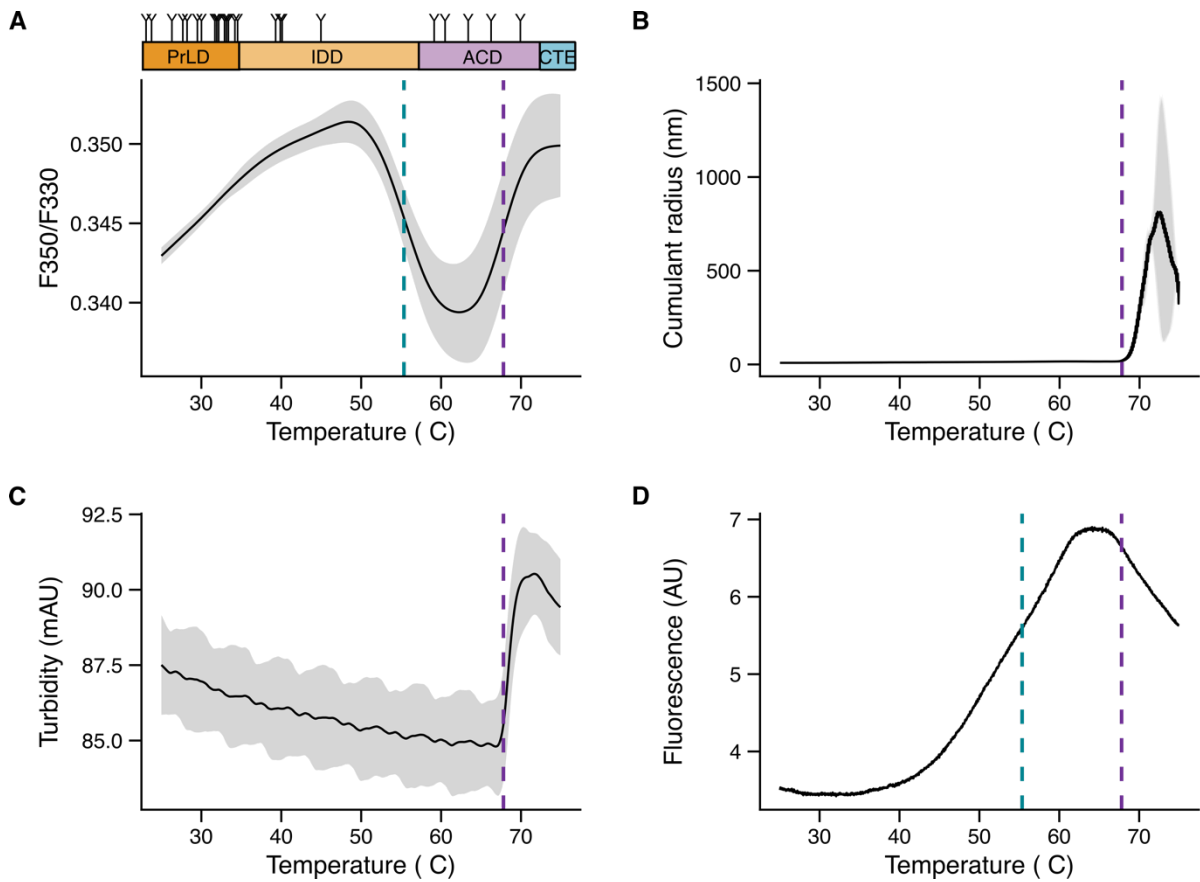 A
Y Y Y Y Y Y Y Y Y Y Y Y Y Y Y Y Y Y Y
PrLD IDD ACD CTE
0.350
0.345
0.340
F350/F330
30 40 50 60 70
Temperature ( C)
B
1500
1000
500
0
Cumulant radius (nm)
30 40 50 60 70
Temperature ( C)
C
92.5
90.0
87.5
85.0
Turbidity (mAU)
30 40 50 60 70
Temperature ( C)
D
7
6
5
4
Fluorescence (AU)
30 40 50 60 70
Temperature ( C)